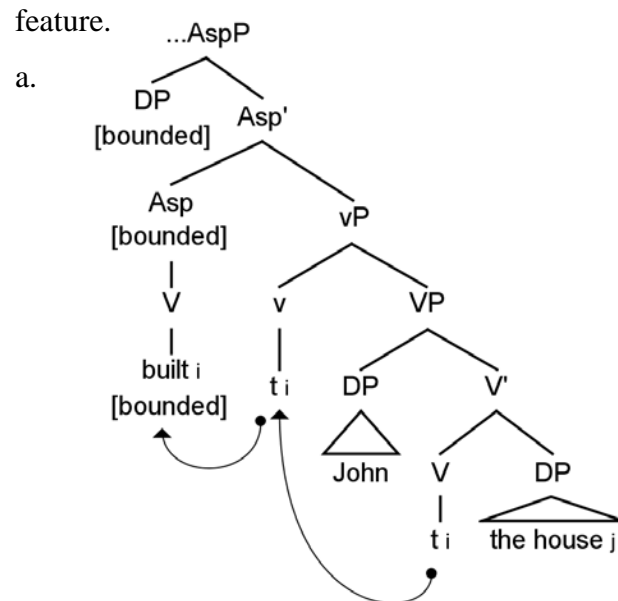 feature.
...AspP
a.
DP Asp'
[bounded]
Asp vP
[bounded]
V v VP
built i t i DP V'
[bounded]
John V DP
t i the house j